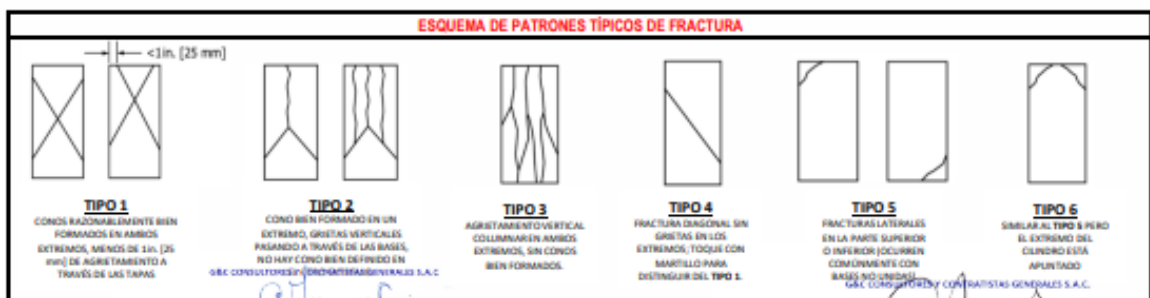 ESQUEMA DE PATRONES TÍPICOS DE FRACTURA
<1in. [25 mm]
TIPO 1
CONOS RAZONABLEMENTE BIEN
FORMADOS EN AMBOS
EXTREMOS, MENOS DE 1in. [25
mm] DE AGRIETAMIENTO A
TRAVÉS DE LAS TAPAS
TIPO 2
CONO BIEN FORMADO EN UN
EXTREMO, GRIETAS VERTICALES
PASANDO A TRAVÉS DE LAS BASES,
NO HAY CONO BIEN DEFINIDO EN
G&C CONSULTORES Y CONTRATISTAS GENERALES S.A.C
TIPO 3
AGRIETAMIENTO VERTICAL
COLUMNAR EN AMBOS
EXTREMOS, SIN CONOS
BIEN FORMADOS.
TIPO 4
FRACTURA DIAGONAL SIN
GRIETAS EN LOS
EXTREMOS; TOQUE CON
MARTILLO PARA
DISTINGUIR DEL TIPO 1.
TIPO 5
FRACTURAS LATERALES
EN LA PARTE SUPERIOR
O INFERIOR (OCURREN
COMÚNMENTE CON
BASES NO UNIDAS).
G&C CONSULTORES Y CONTRATISTAS GENERALES S.A.C.
TIPO 6
SIMILAR AL TIPO 5 PERO
EL EXTREMO DEL
CILINDRO ESTÁ
APUNTADO